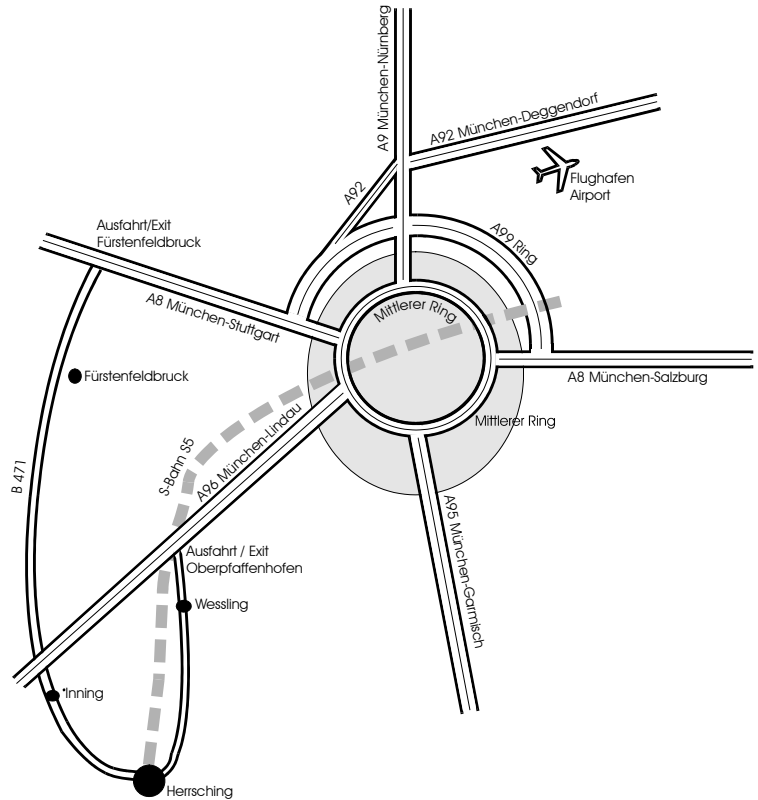 A9 München-Nürnberg
A92 München-Deggendorf
Flughafen
Airport
A92
Ausfahrt/Exit
Fürstenfeldbruck
A99 Ring
A8 München-Stuttgart
Mittlerer Ring
A8 München-Salzburg
Fürstenfeldbruck
Mittlerer Ring
S-Bahn S5
A96 München-Lindau
B 471
A95 München-Garmisch
Ausfahrt / Exit
Oberpfaffenhofen
Wessling
*Inning
Herrsching